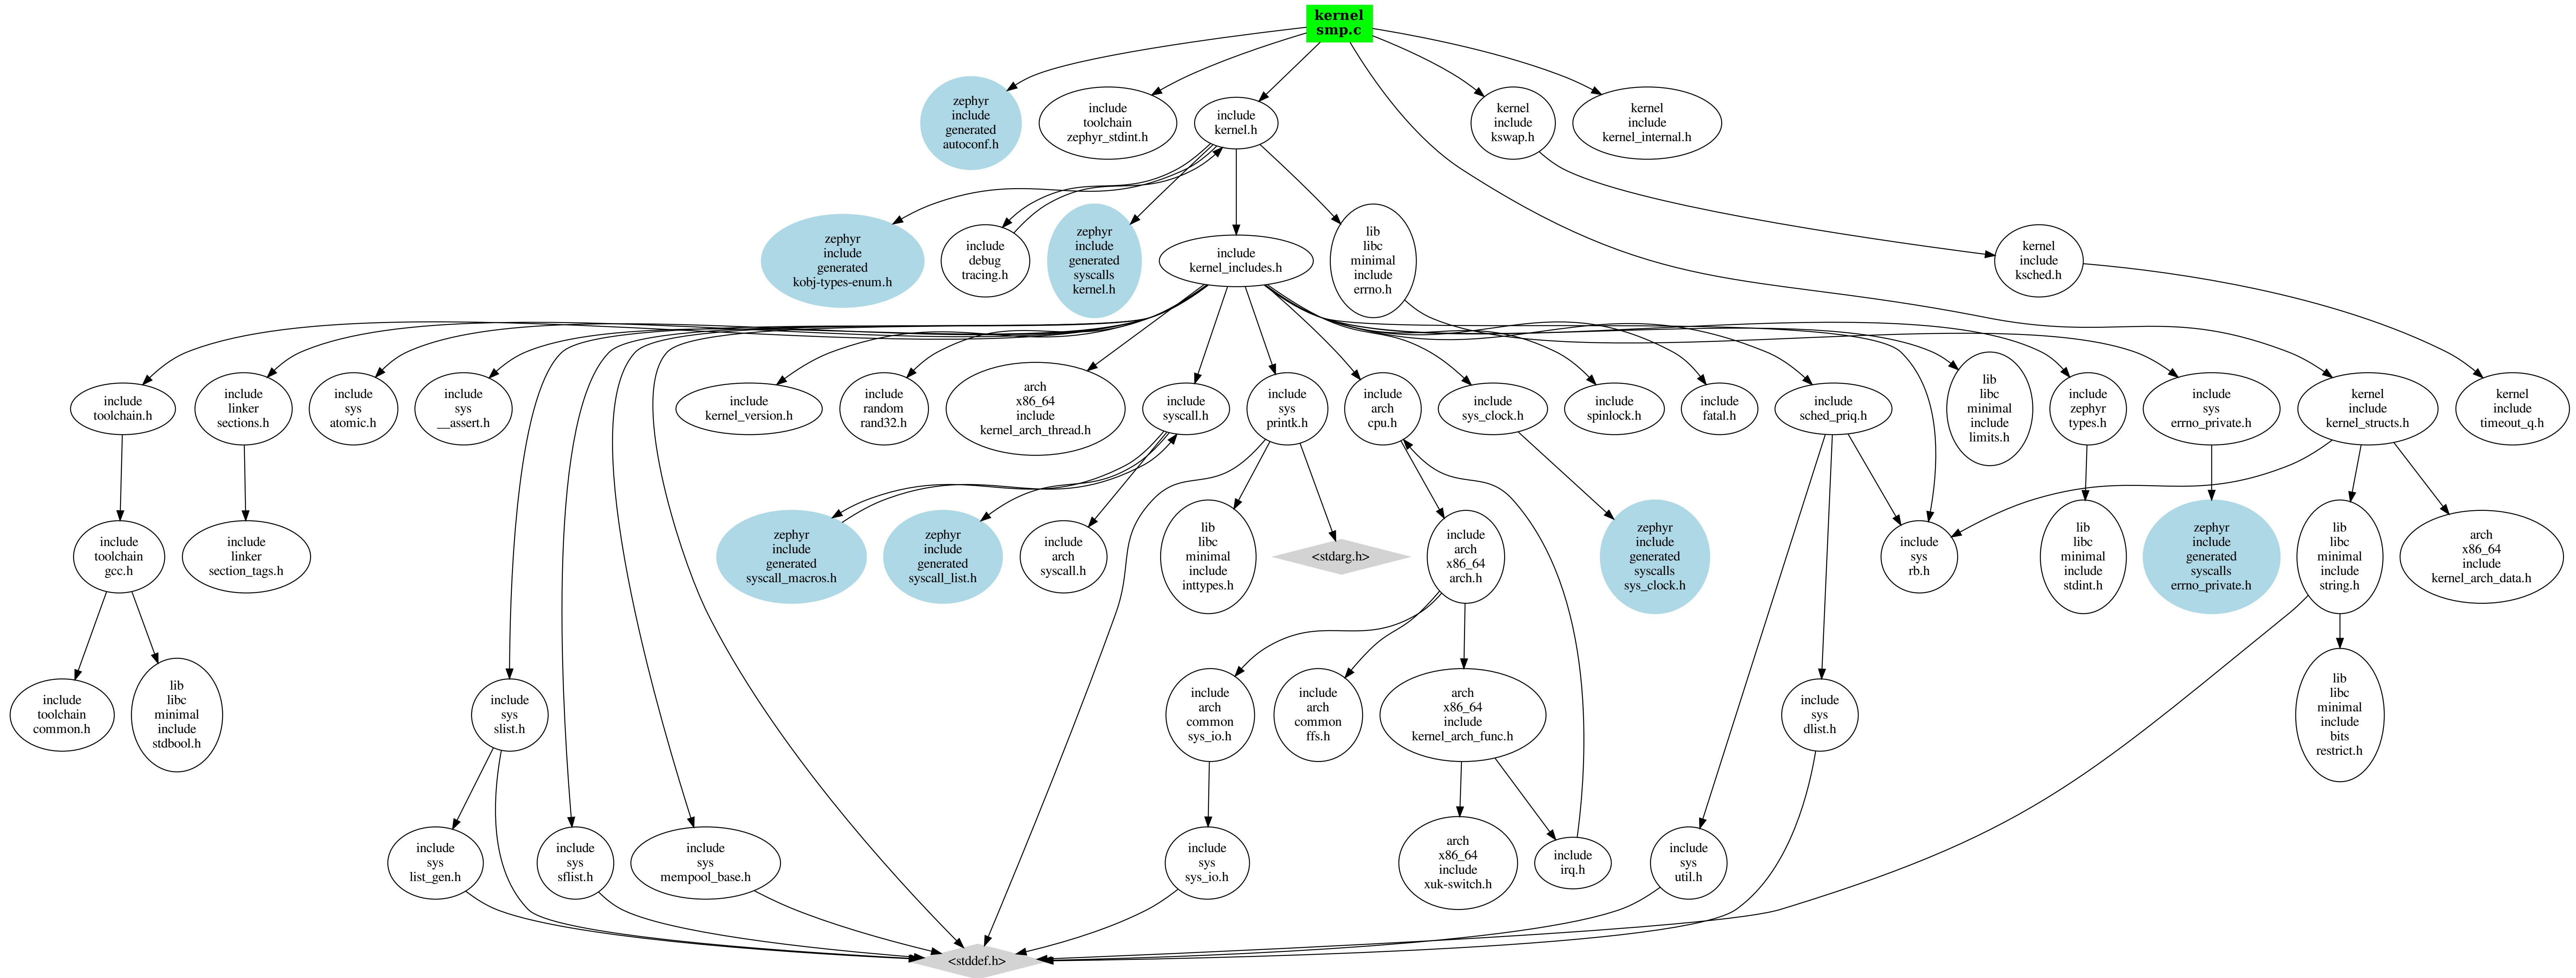 kernel
smp.c
zephyr
include
generated
autoconf.h
include
toolchain
zephyr_stdint.h
include
kernel.h
kernel
include
kswap.h
kernel
include
kernel_internal.h
zephyr
include
generated
kobj-types-enum.h
include
debug
tracing.h
zephyr
include
generated
syscalls
kernel.h
include
kernel_includes.h
lib
libc
minimal
include
errno.h
kernel
include
ksched.h
include
toolchain.h
include
linker
sections.h
include
sys
atomic.h
include
sys
__assert.h
include
kernel_version.h
include
random
rand32.h
arch
x86_64
include
kernel_arch_thread.h
include
syscall.h
include
sys
printk.h
include
arch
cpu.h
include
sys_clock.h
include
spinlock.h
include
fatal.h
include
sched_priq.h
lib
libc
minimal
include
limits.h
include
zephyr
types.h
include
sys
errno_private.h
kernel
include
kernel_structs.h
kernel
include
timeout_q.h
include
toolchain
gcc.h
include
linker
section_tags.h
zephyr
include
generated
syscall_macros.h
zephyr
include
generated
syscall_list.h
include
arch
syscall.h
lib
libc
minimal
include
inttypes.h
<stdarg.h>
include
arch
x86_64
arch.h
zephyr
include
generated
syscalls
sys_clock.h
include
sys
rb.h
lib
libc
minimal
include
stdint.h
zephyr
include
generated
syscalls
errno_private.h
lib
libc
minimal
include
string.h
arch
x86_64
include
kernel_arch_data.h
include
toolchain
common.h
lib
libc
minimal
include
stdbool.h
include
sys
slist.h
include
arch
common
sys_io.h
include
arch
common
ffs.h
arch
x86_64
include
kernel_arch_func.h
include
sys
dlist.h
lib
libc
minimal
include
bits
restrict.h
include
sys
list_gen.h
include
sys
sflist.h
include
sys
mempool_base.h
include
sys
sys_io.h
arch
x86_64
include
xuk-switch.h
include
irq.h
include
sys
util.h
<stddef.h>